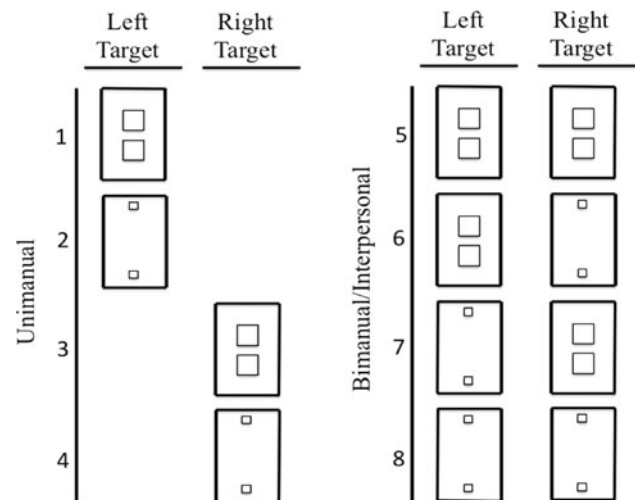 Left Target
Right Target
Left Target
Right Target
Unimanual
1
2
3
4
Bimanual/Interpersonal
5
6
7
8